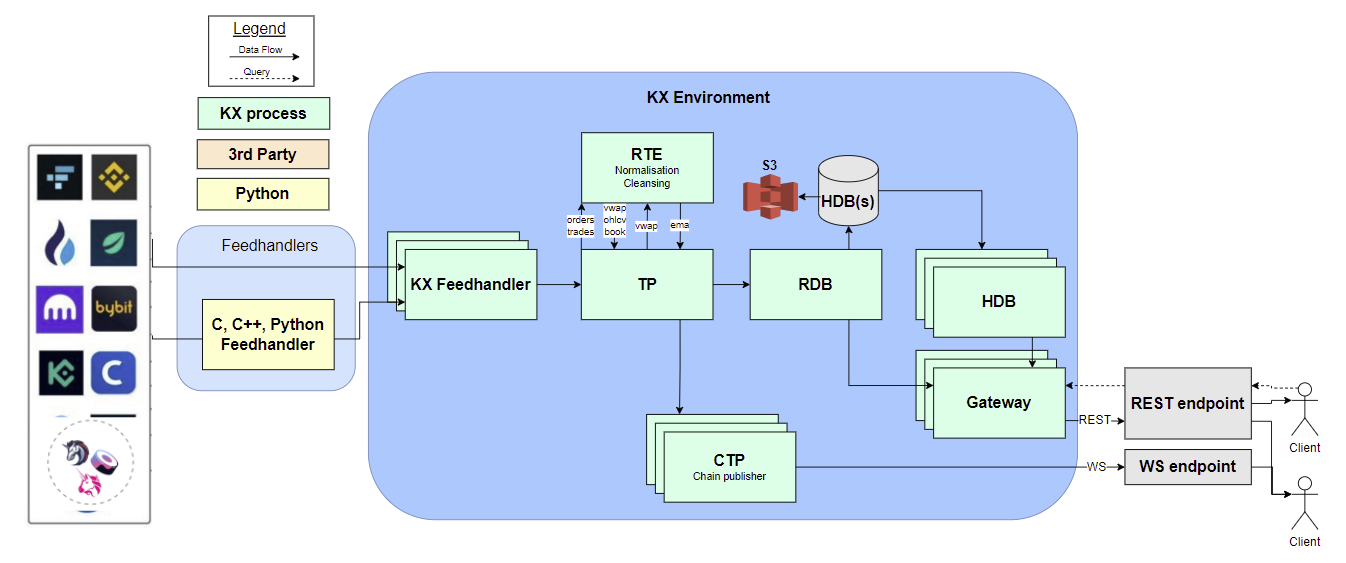 Legend
Data Flow
Query
KX process
3rd Party
Python
KX Environment
Feedhandlers
C, C++, Python
Feedhandler
bybit
KX Feedhandler
RTE
Normalisation
Cleansing
orders
trades
vwap
ohlcv
book
vwap
ema
TP
S3
HDB(s)
RDB
HDB
Gateway
CTP
Chain publisher
REST
WS
REST endpoint
WS endpoint
Client
Client